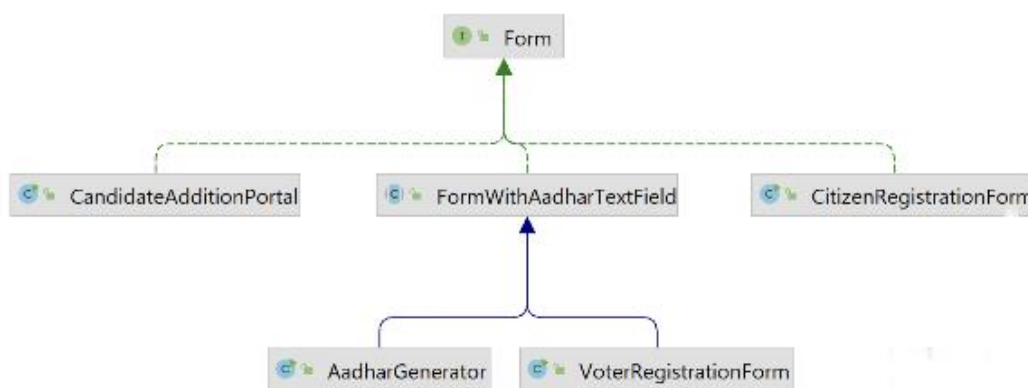 Form
CandidateAdditionPortal FormWithAadharTextField CitizenRegistrationForm
AadharGenerator VoterRegistrationForm